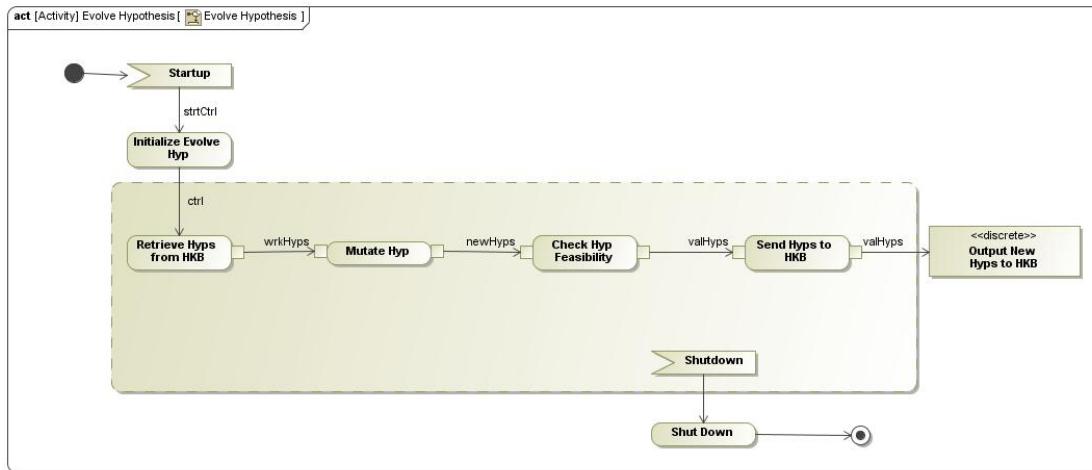 act [Activity] Evolve Hypothesis [ Evolve Hypothesis ]
Startup
strtCtrl
Initialize Evolve
Hyp
ctrl
Retrieve Hyps
from HKB
wrkHyps
Mutate Hyp
newHyps
Check Hyp
Feasibility
valHyps
Send Hyps to
HKB
valHyps
<<discrete>>
Output New
Hyps to HKB
Shutdown
Shut Down